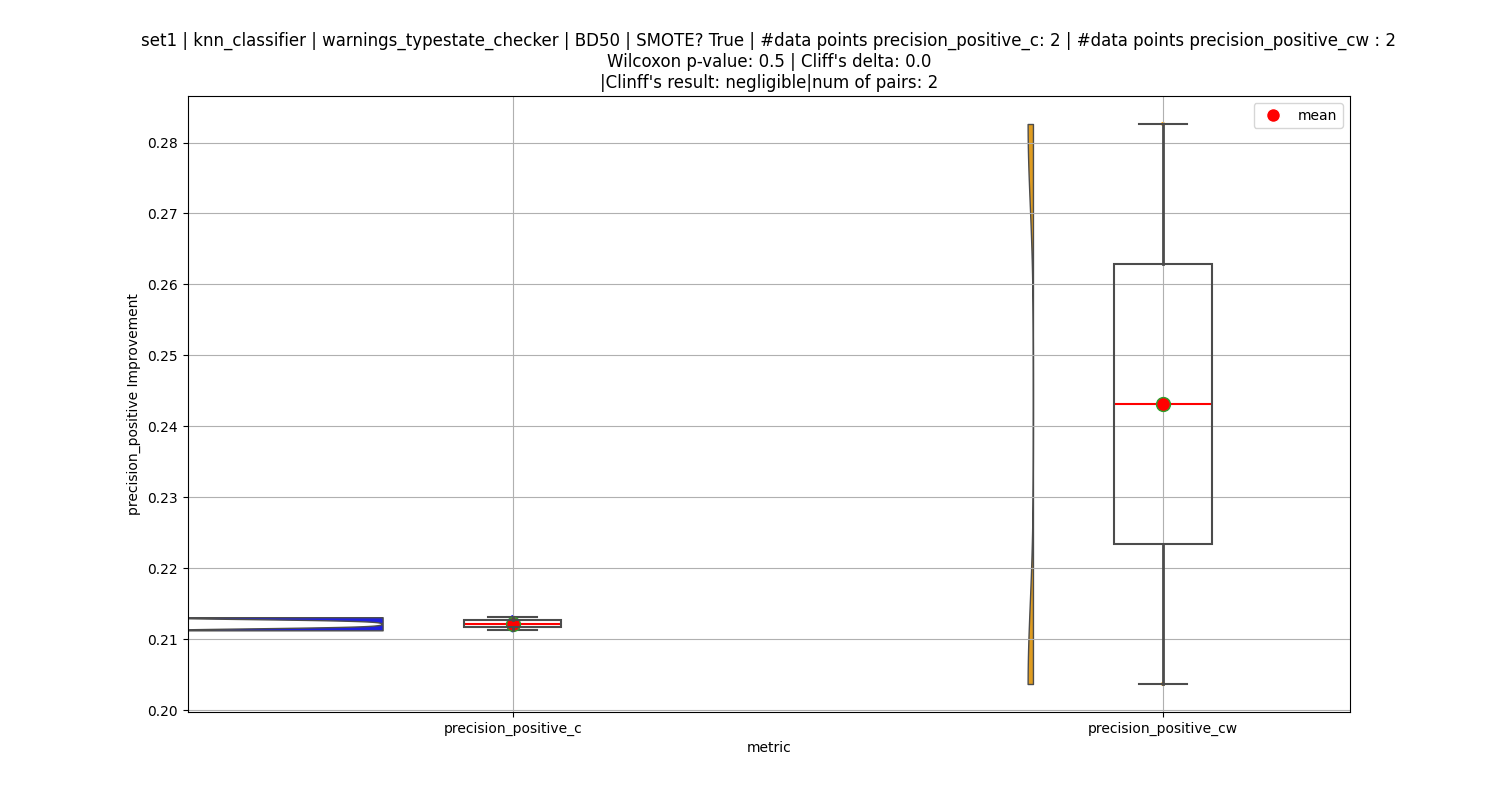 set1 | knn_classifier | warnings_typestate_checker | BD50 | SMOTE? True | #data points precision_positive_c: 2 | #data points precision_positive_cw : 2
Wilcoxon p-value: 0.5 | Cliff's delta: 0.0
|Clinff's result: negligible|num of pairs: 2
mean
precision_positive Improvement
0.28
0.27
0.26
0.25
0.24
0.23
0.22
0.21
0.20
precision_positive_c
precision_positive_cw
metric